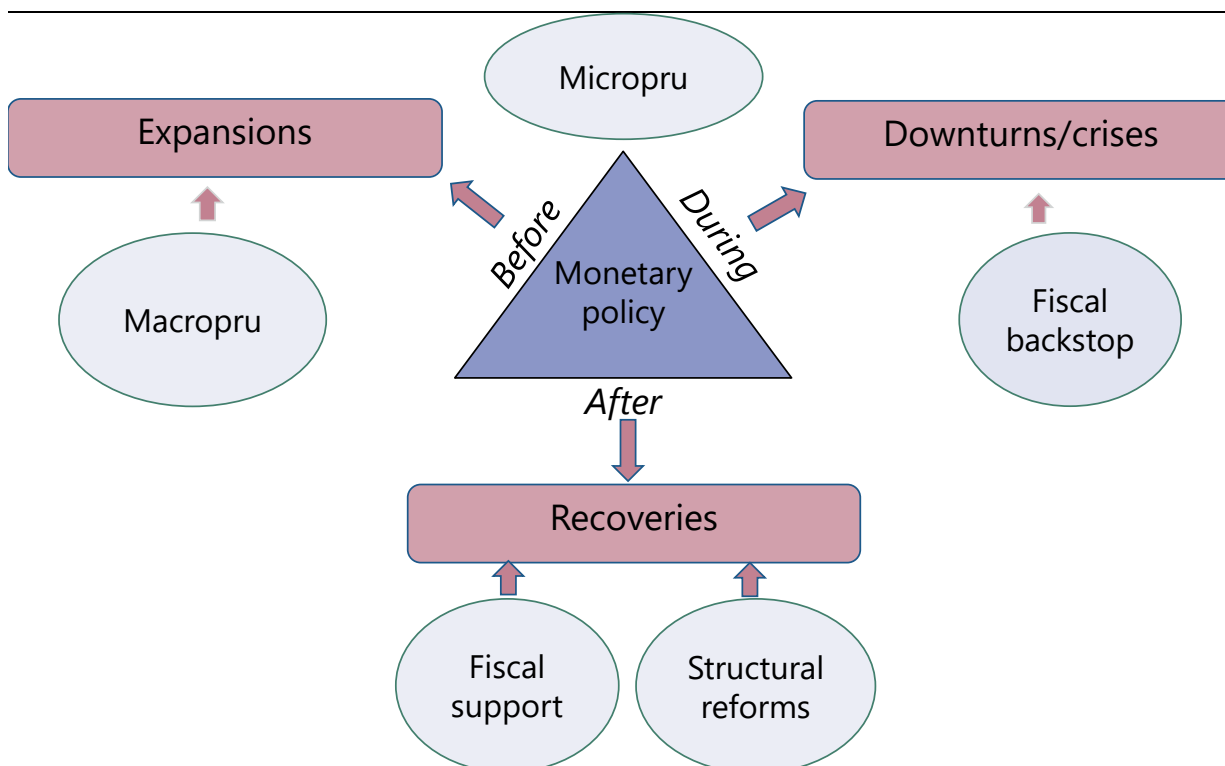 Micropru
Expansions
Downturns/crises
Before
During
Monetary
policy
Macropru
Fiscal
backstop
After
Recoveries
Fiscal
support
Structural
reforms